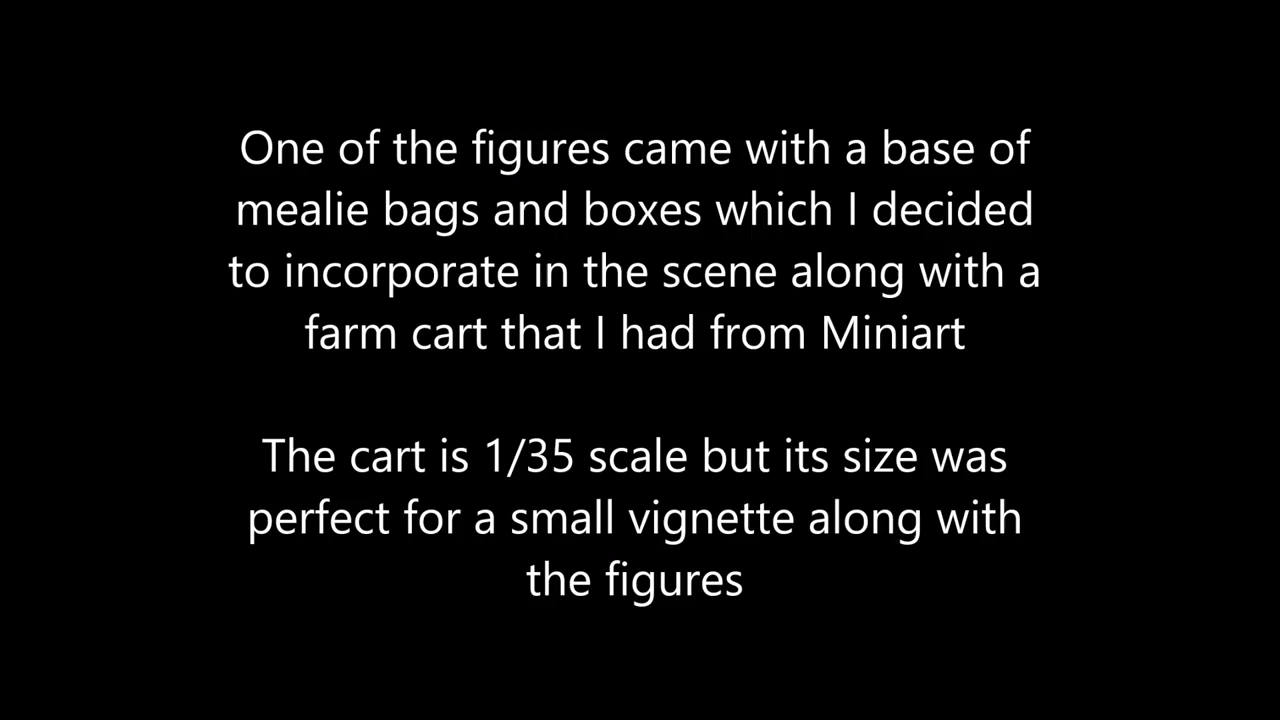 One of the figures came with a base of
mealie bags and boxes which I decided
to incorporate in the scene along with a
farm cart that I had from Miniart
The cart is 1/35 scale but its size was
perfect for a small vignette along with
the figures